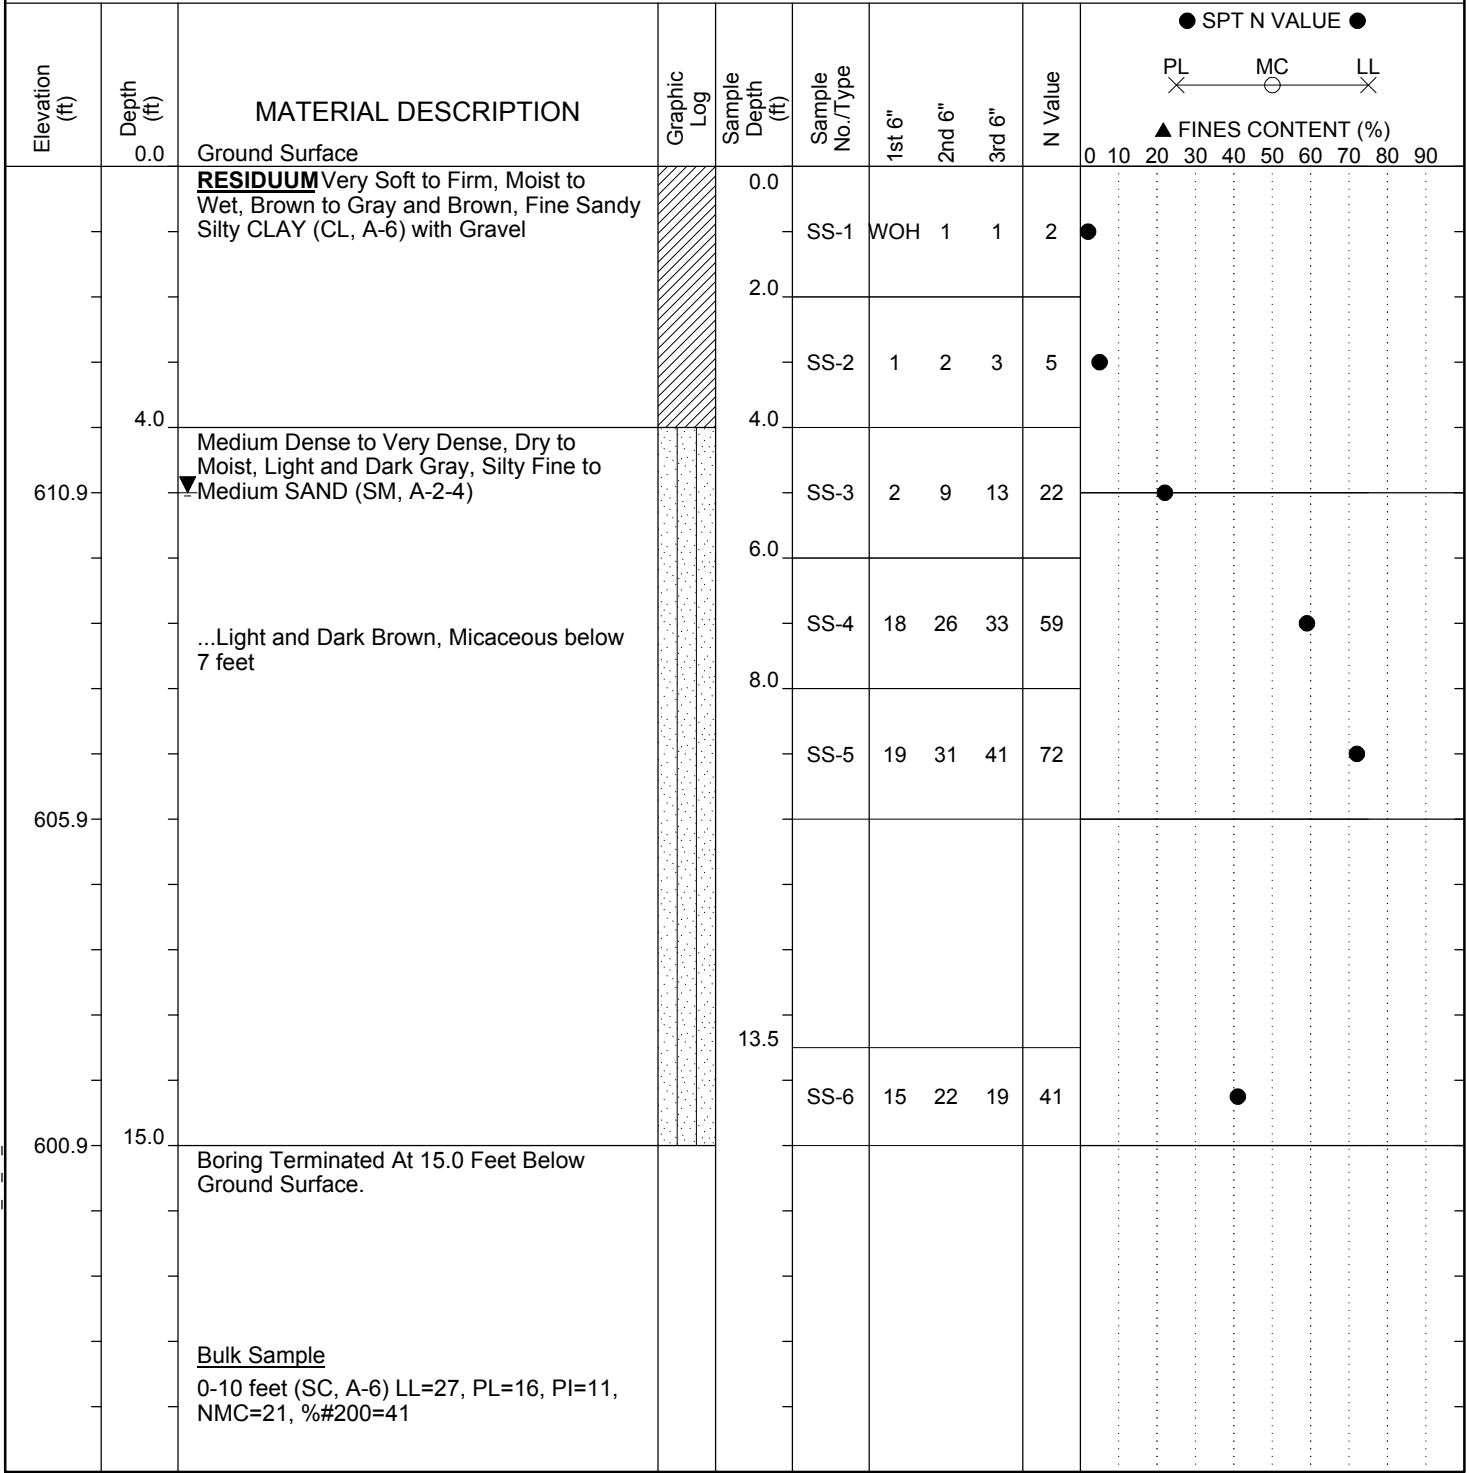 ● SPT N VALUE ●
PL MC LL
▲ FINES CONTENT (%)
0 10 20 30 40 50 60 70 80 90
Elevation (ft)
Depth (ft)
MATERIAL DESCRIPTION
Graphic Log
Sample Depth (ft)
Sample No./Type
1st 6"
2nd 6"
3rd 6"
N Value
0.0 Ground Surface
RESIDUUM Very Soft to Firm, Moist to
Wet, Brown to Gray and Brown, Fine Sandy
Silty CLAY (CL, A-6) with Gravel
0.0
SS-1 WOH 1 1 2
2.0
SS-2 1 2 3 5
4.0 4.0
Medium Dense to Very Dense, Dry to
Moist, Light and Dark Gray, Silty Fine to
Medium SAND (SM, A-2-4)
610.9 SS-3 2 9 13 22
6.0
SS-4 18 26 33 59
...Light and Dark Brown, Micaceous below
7 feet
8.0
SS-5 19 31 41 72
605.9
13.5
SS-6 15 22 19 41
600.9 15.0
Boring Terminated At 15.0 Feet Below
Ground Surface.
Bulk Sample
0-10 feet (SC, A-6) LL=27, PL=16, PI=11,
NMC=21, %#200=41